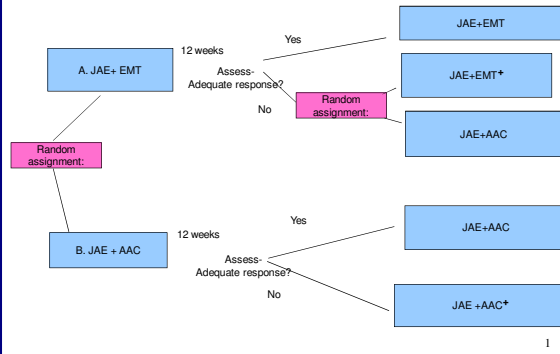 JAE+EMT
Yes
12 weeks
A. JAE+ EMT
Assess-
Adequate response?
JAE+EMT+
Random
assignment:
No
JAE+AAC
Random
assignment:
Yes
JAE+AAC
12 weeks
B. JAE + AAC
Assess-
Adequate response?
No
JAE +AAC+
1